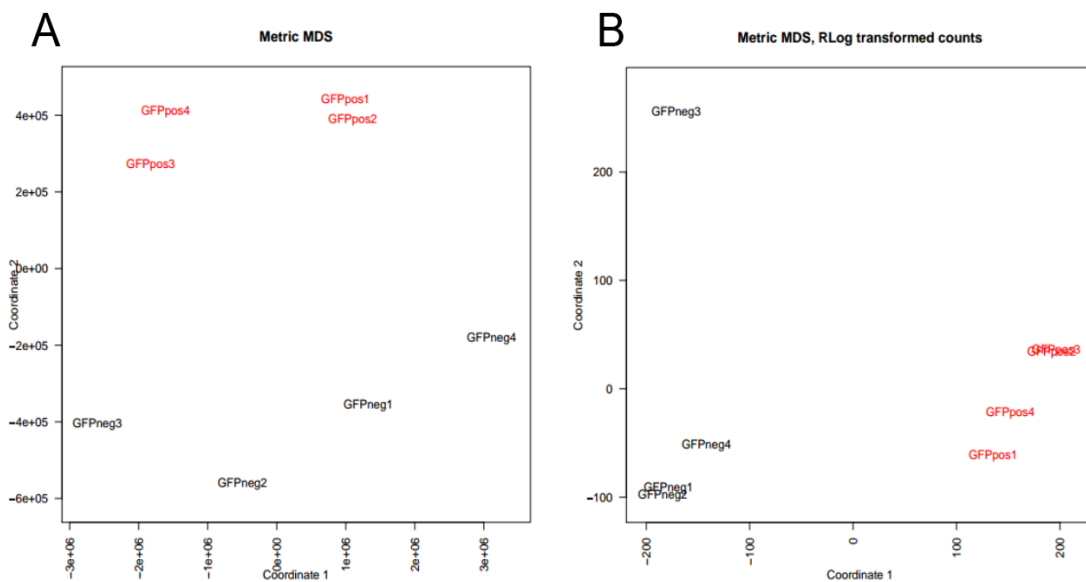 A
Metric MDS
GFPpos4
GFPpos1
GFPpos2
GFPpos3
GFPneg4
GFPneg1
GFPneg3
GFPneg2
4e+05
2e+05
0e+00
−2e+05
−4e+05
−6e+05
Coordinate 2
−3e+06
−2e+06
−1e+06
0e+00
1e+06
2e+06
3e+06
Coordinate 1
B
Metric MDS, RLog transformed counts
GFPneg3
GFPpos3
GFPpos2
GFPpos4
GFPneg4
GFPpos1
GFPneg1
GFPneg2
200
100
0
−100
Coordinate 2
−200
−100
0
100
200
Coordinate 1